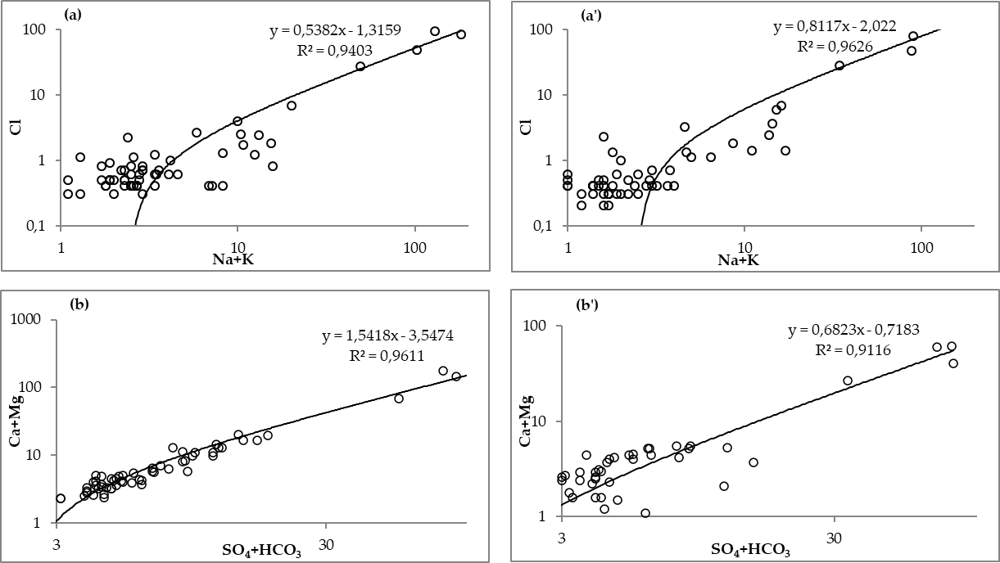 (a)
y = 0,5382x - 1,3159
R² = 0,9403
100
10
1
0,1
Cl
1
10
100
Na+K
(a')
y = 0,8117x - 2,022
R² = 0,9626
100
10
1
0,1
Cl
1
10
100
Na+K
(b)
y = 1,5418x - 3,5474
R² = 0,9611
1000
100
10
1
Ca+Mg
3
30
SO₄+HCO₃
(b')
y = 0,6823x - 0,7183
R² = 0,9116
100
10
1
Ca+Mg
3
30
SO₄+HCO₃